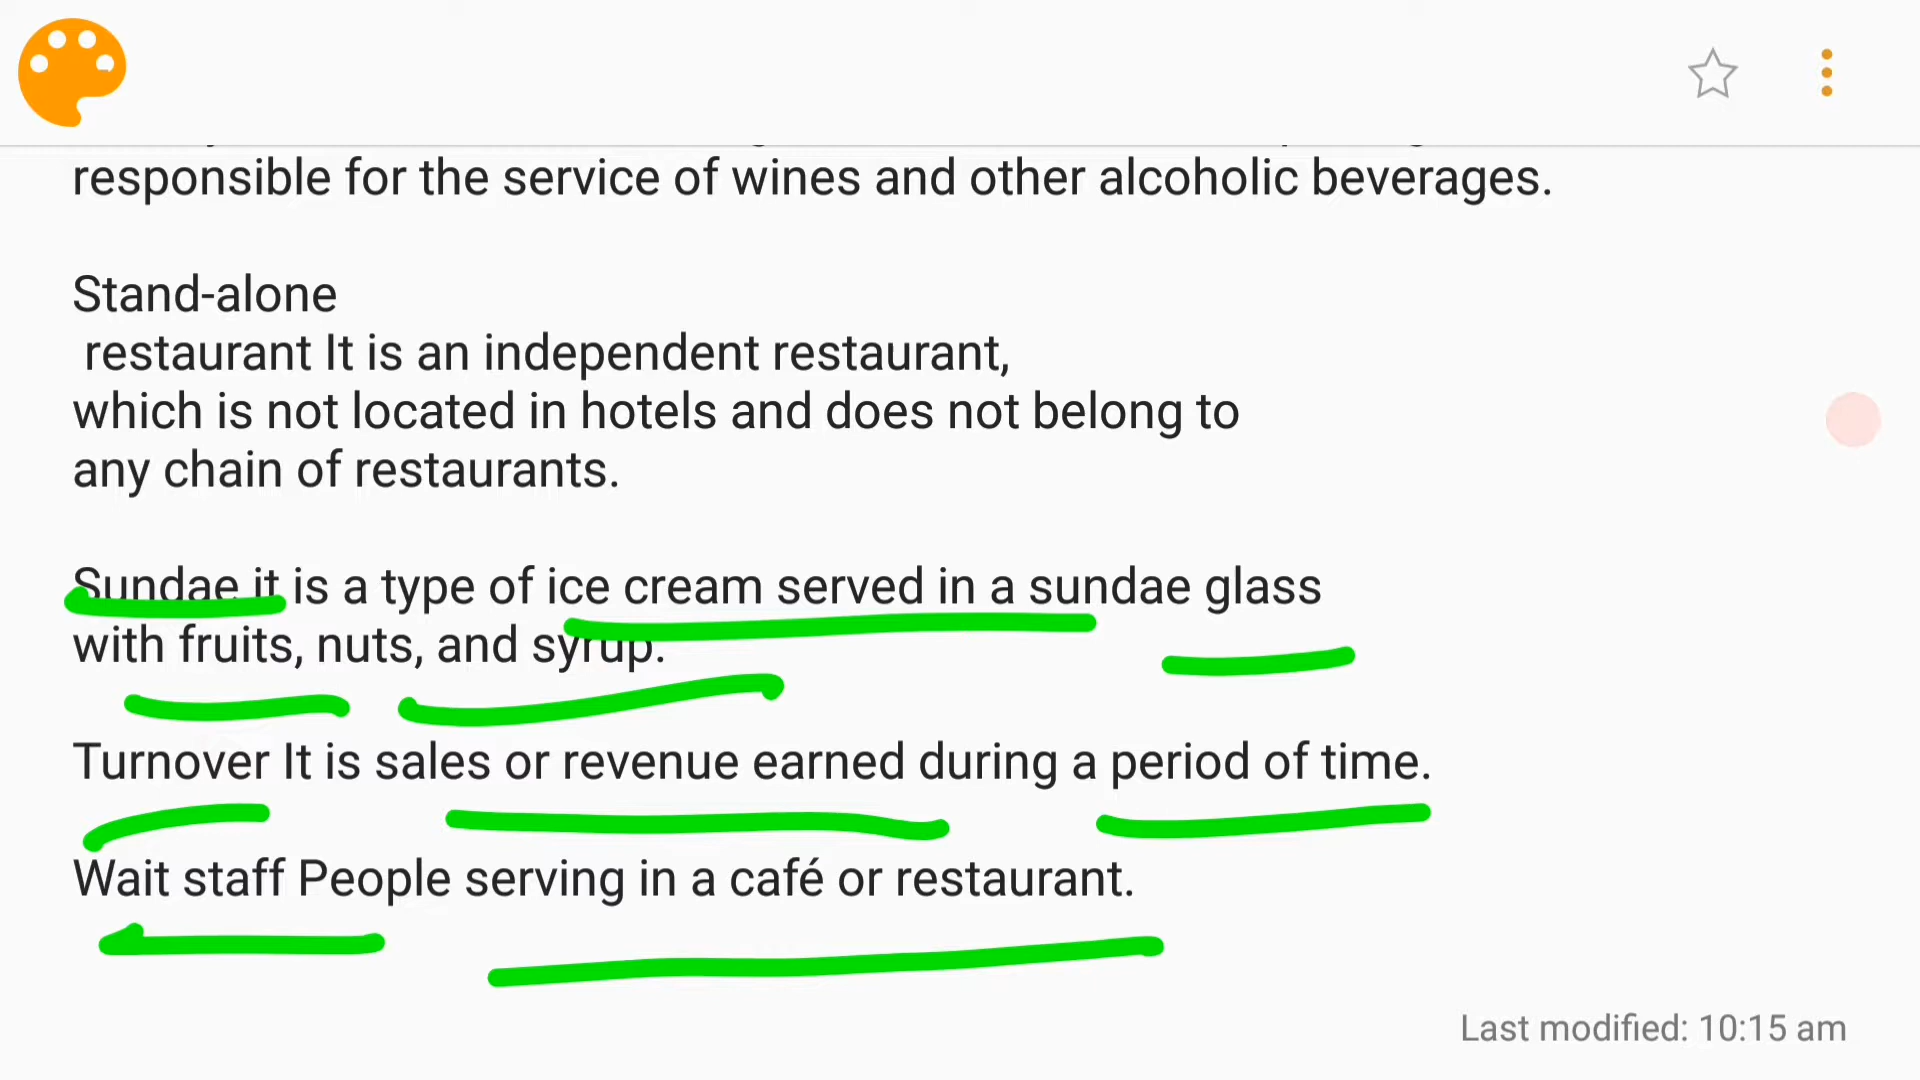 responsible for the service of wines and other alcoholic beverages.
Stand-alone
restaurant It is an independent restaurant,
which is not located in hotels and does not belong to
any chain of restaurants.
Sundae it is a type of ice cream served in a sundae glass
with fruits, nuts, and syrup.
Turnover It is sales or revenue earned during a period of time.
Wait staff People serving in a café or restaurant.
Last modified: 10:15 am